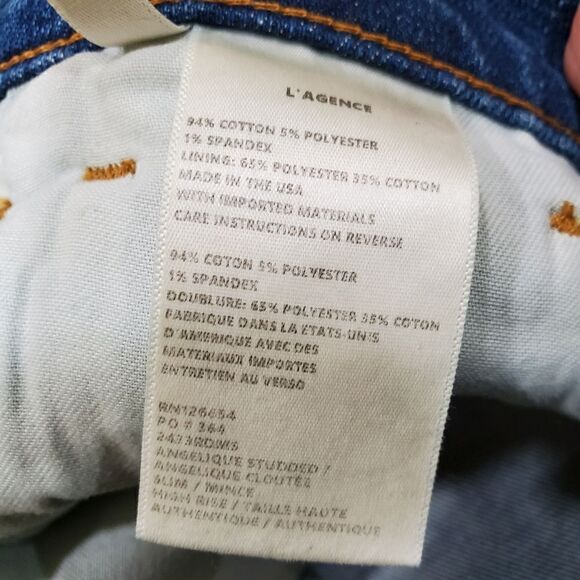 L'AGENCE
94% COTTON 5% POLYESTER
1% SPANDEX
LINING: 65% POLYESTER 35% COTTON
MADE IN THE USA
WITH IMPORTED MATERIALS
CARE INSTRUCTIONS ON REVERSE
94% COTON 5% POLYESTER
1% SPANDEX
DOUBLURE: 65% POLYESTER 35% COTON
FABRIQUE DANS LA ETATS-UNIS
D'AMERIQUE AVEC DES
MATERIAUX IMPORTES
ENTRETIEN AU VERSO
RN126654
PO # 364
2473RDMS
ANGELIQUE STUDDED /
ANGELIQUE CLOUTÉE
SLIM / MINCE
HIGH RISE / TAILLE HAUTE
AUTHENTIQUE / AUTHENTIQUE